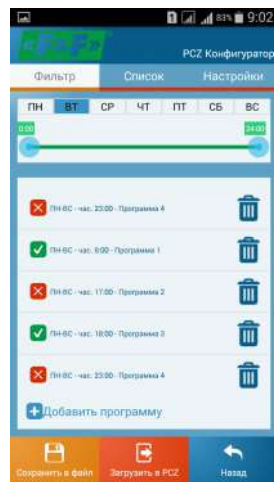 83% 9:02
F&F
PCZ Конфигуратор
Фильтр Список Настройки
ПН ВТ СР ЧТ ПТ СБ ВС
0:00 24:00
ПН-ВС - час. 23:00 - Программа 4
ПН-ВС - час. 8:00 - Программа 1
ПН-ВС - час. 17:00 - Программа 2
ПН-ВС - час. 18:00 - Программа 3
ПН-ВС - час. 23:00 - Программа 4
Добавить программу
Сохранить в файл Загрузить в PCZ Назад